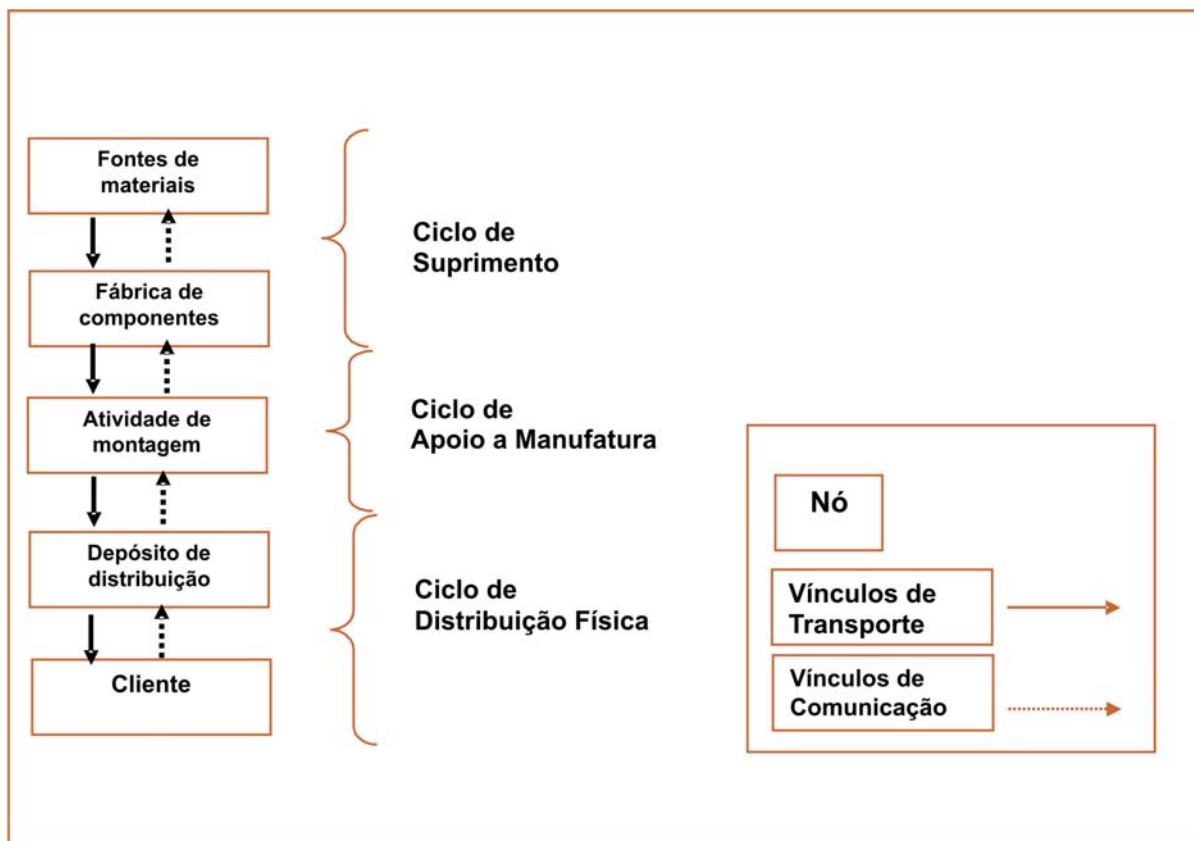 Fontes de
materiais
Fábrica de
componentes
Atividade de
montagem
Depósito de
distribuição
Cliente
Ciclo de
Suprimento
Ciclo de
Apoio a Manufatura
Ciclo de
Distribuição Física
Nó
Vínculos de
Transporte
Vínculos de
Comunicação